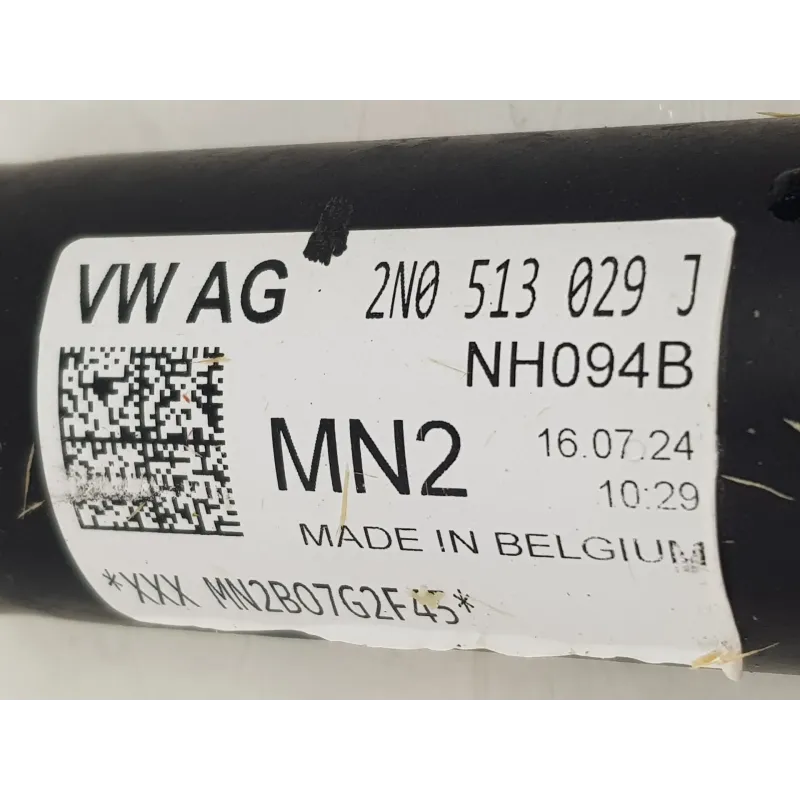 VW AG 2N0 513 029 J
NH094B
MN2 16.07.24
10:29
MADE IN BELGIUM
*XXX MN2B07G2F45*